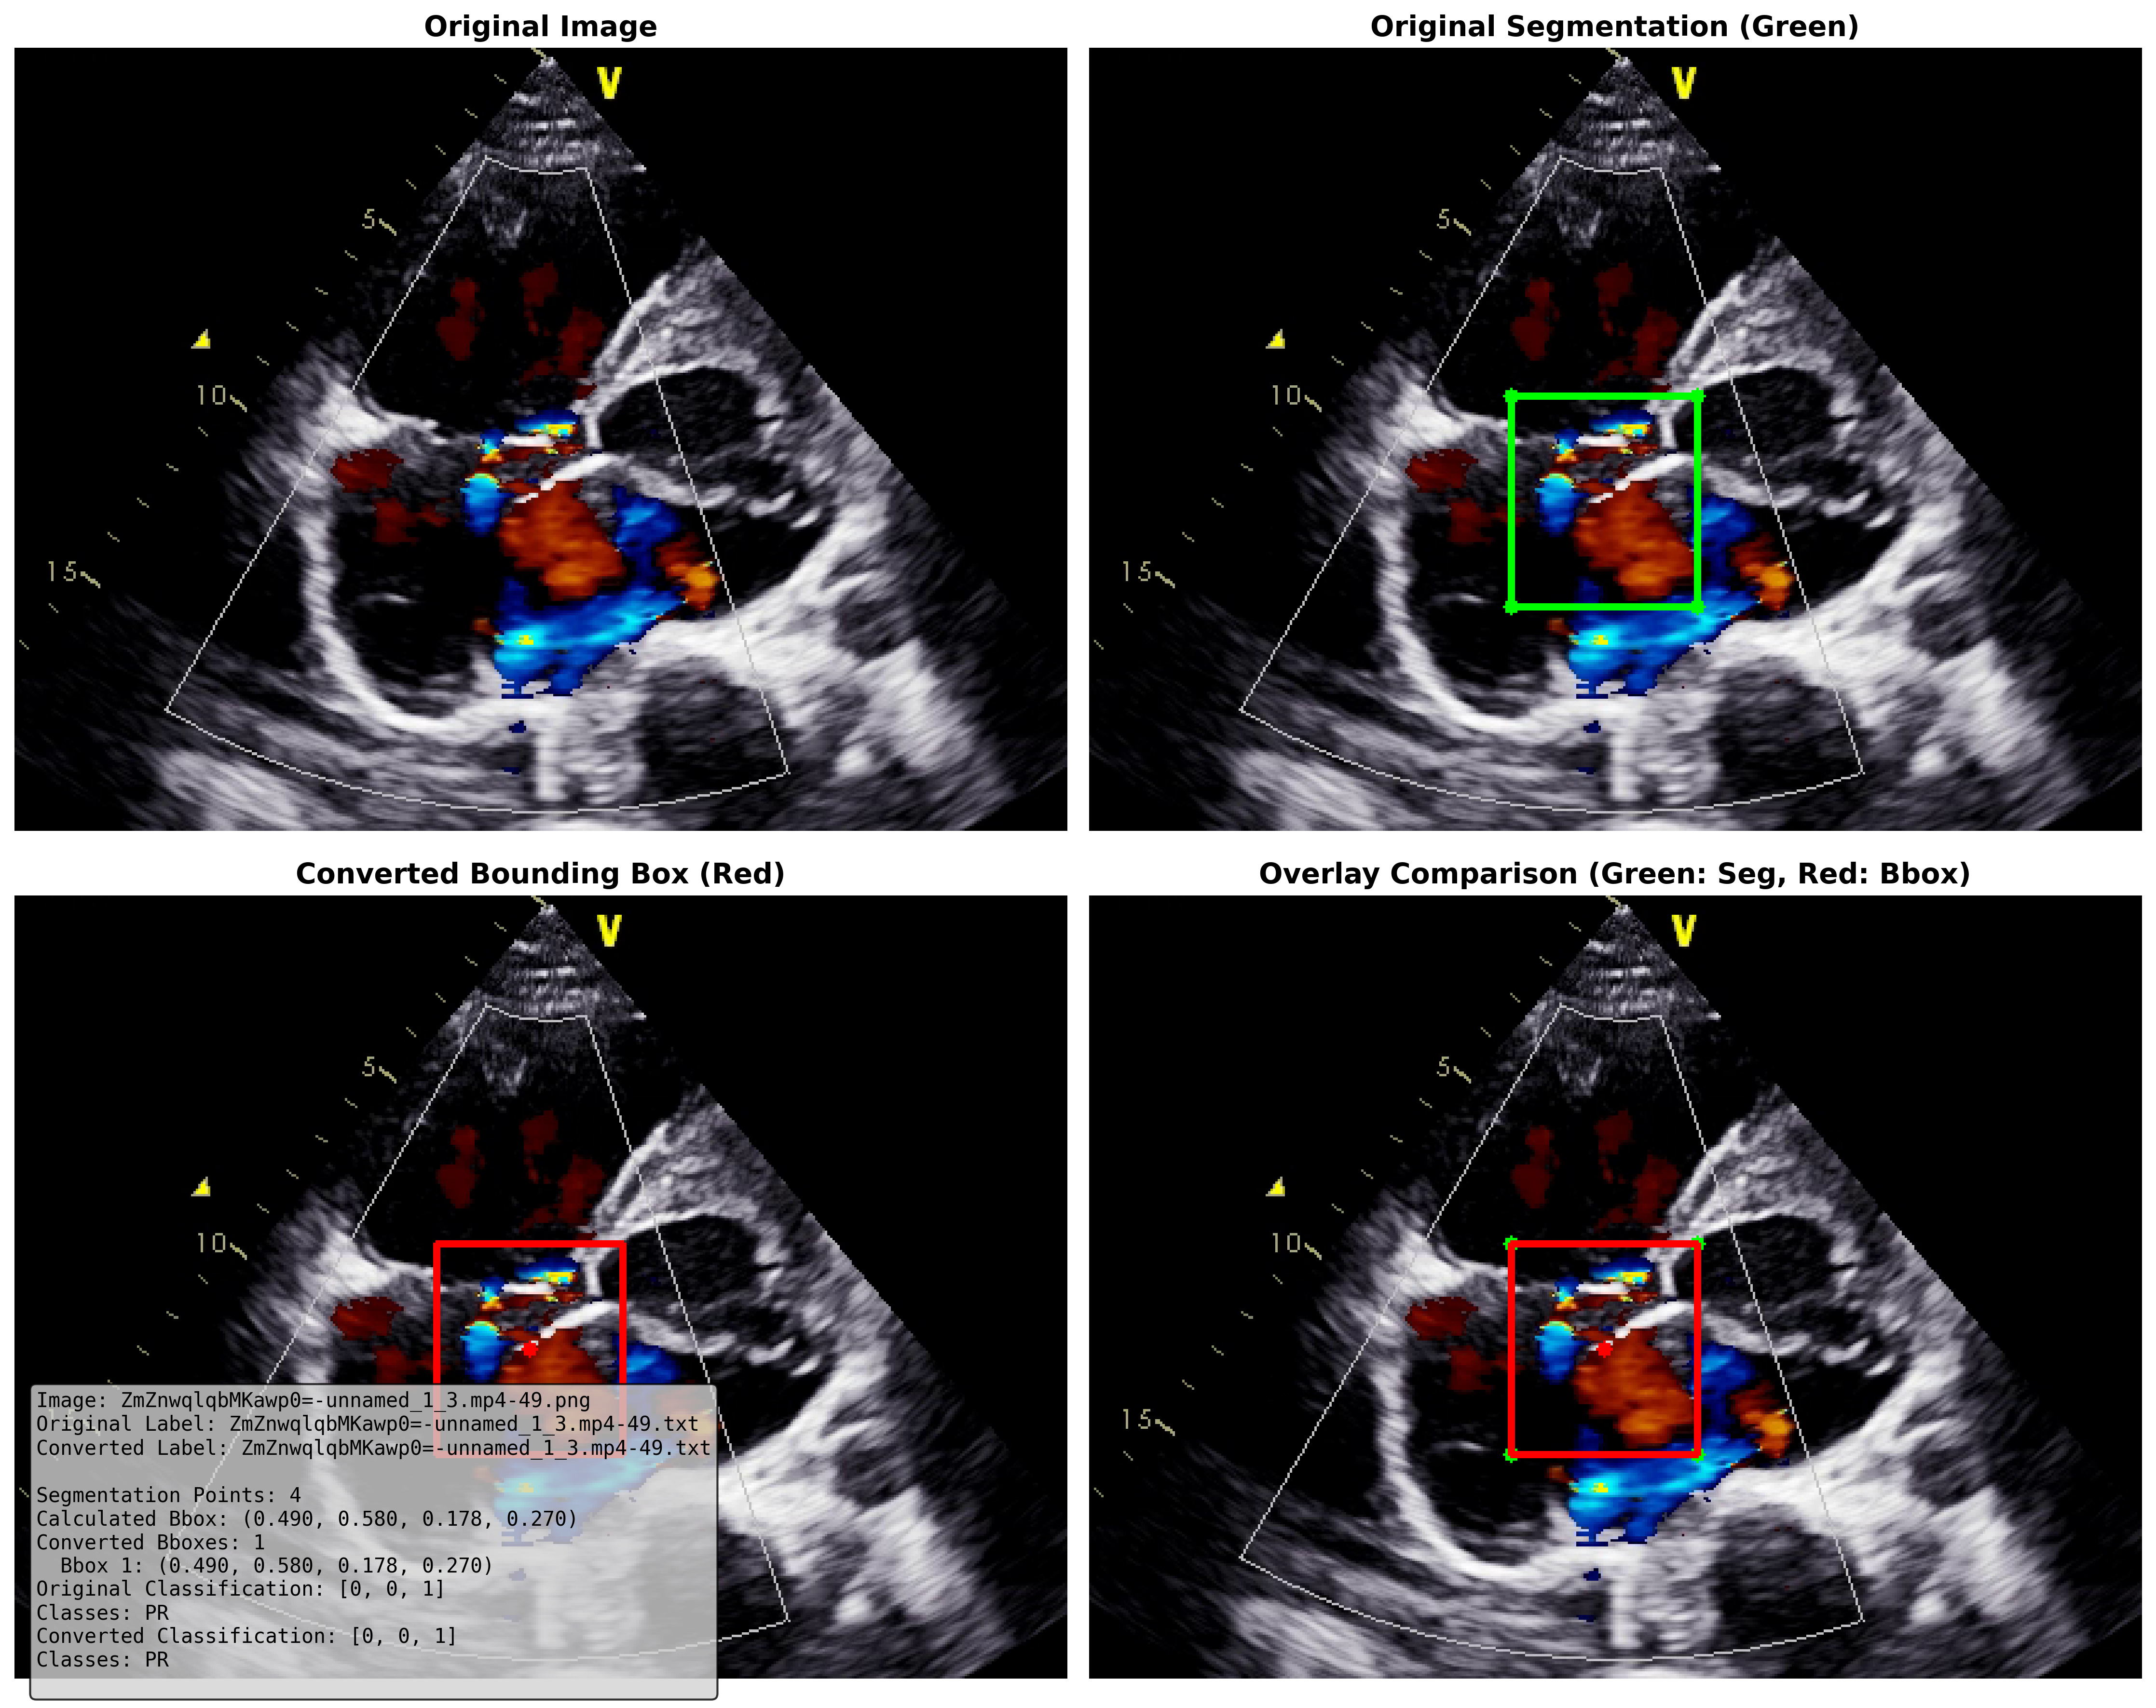 Original Image
Original Segmentation (Green)
V
5
10
15
V
5
10
15
Converted Bounding Box (Red)
Overlay Comparison (Green: Seg, Red: Bbox)
V
5
10
V
5
10
15
Image: ZmZnwqlqbMKawp0=-unnamed_1_3.mp4-49.png
Original Label: ZmZnwqlqbMKawp0=-unnamed_1_3.mp4-49.txt
Converted Label: ZmZnwqlqbMKawp0=-unnamed_1_3.mp4-49.txt
Segmentation Points: 4
Calculated Bbox: (0.490, 0.580, 0.178, 0.270)
Converted Bboxes: 1
Bbox 1: (0.490, 0.580, 0.178, 0.270)
Original Classification: [0, 0, 1]
Classes: PR
Converted Classification: [0, 0, 1]
Classes: PR